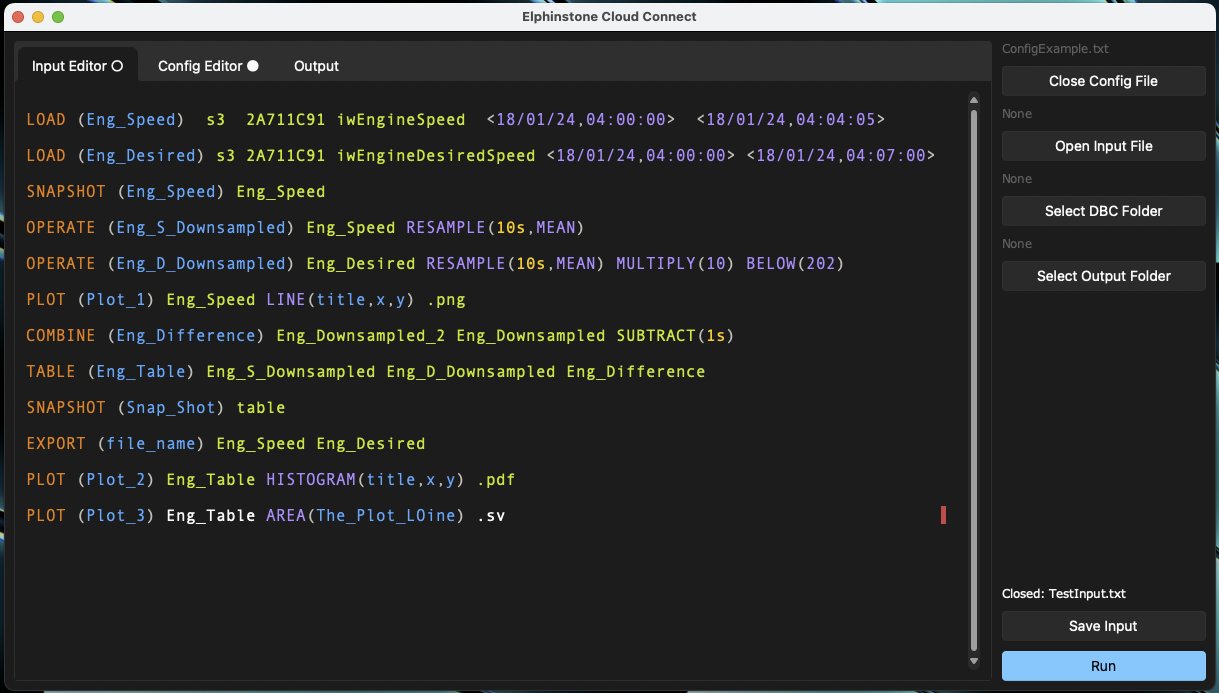 Elphinstone Cloud Connect
Input Editor
Config Editor
Output
LOAD (Eng_Speed)  s3  2A711C91 iwEngineSpeed  <18/01/24,04:00:00>  <18/01/24,04:04:05>
LOAD (Eng_Desired) s3 2A711C91 iwEngineDesiredSpeed <18/01/24,04:00:00> <18/01/24,04:07:00>
SNAPSHOT (Eng_Speed) Eng_Speed
OPERATE (Eng_S_Downsampled) Eng_Speed RESAMPLE(10s,MEAN)
OPERATE (Eng_D_Downsampled) Eng_Desired RESAMPLE(10s,MEAN) MULTIPLY(10) BELOW(202)
PLOT (Plot_1) Eng_Speed LINE(title,x,y) .png
COMBINE (Eng_Difference) Eng_Downsampled_2 Eng_Downsampled SUBTRACT(1s)
TABLE (Eng_Table) Eng_S_Downsampled Eng_D_Downsampled Eng_Difference
SNAPSHOT (Snap_Shot) table
EXPORT (file_name) Eng_Speed Eng_Desired
PLOT (Plot_2) Eng_Table HISTOGRAM(title,x,y) .pdf
PLOT (Plot_3) Eng_Table AREA(The_Plot_LOine) .sv
ConfigExample.txt
Close Config File
None
Open Input File
None
Select DBC Folder
None
Select Output Folder
Closed: TestInput.txt
Save Input
Run